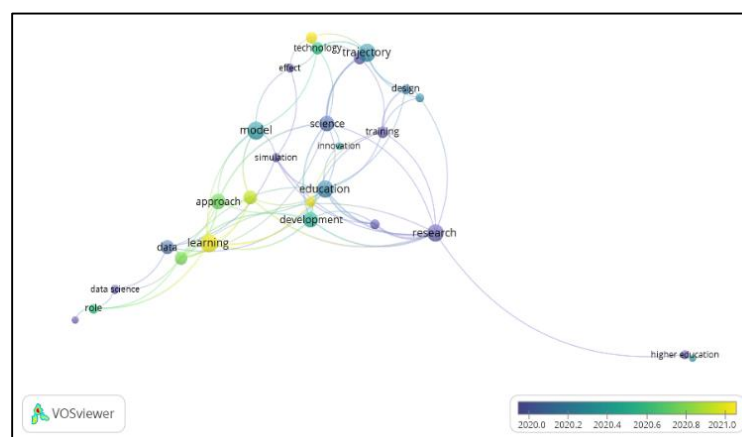 technology
trajectory
effect
design
model
science
training
innovation
simulation
education
approach
development
research
learning
data
data science
role
higher education
VOSviewer
2020.0 2020.2 2020.4 2020.6 2020.8 2021.0